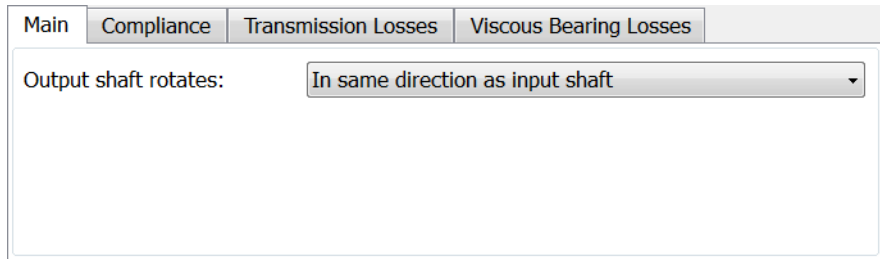 Main Compliance Transmission Losses Viscous Bearing Losses
Output shaft rotates: In same direction as input shaft